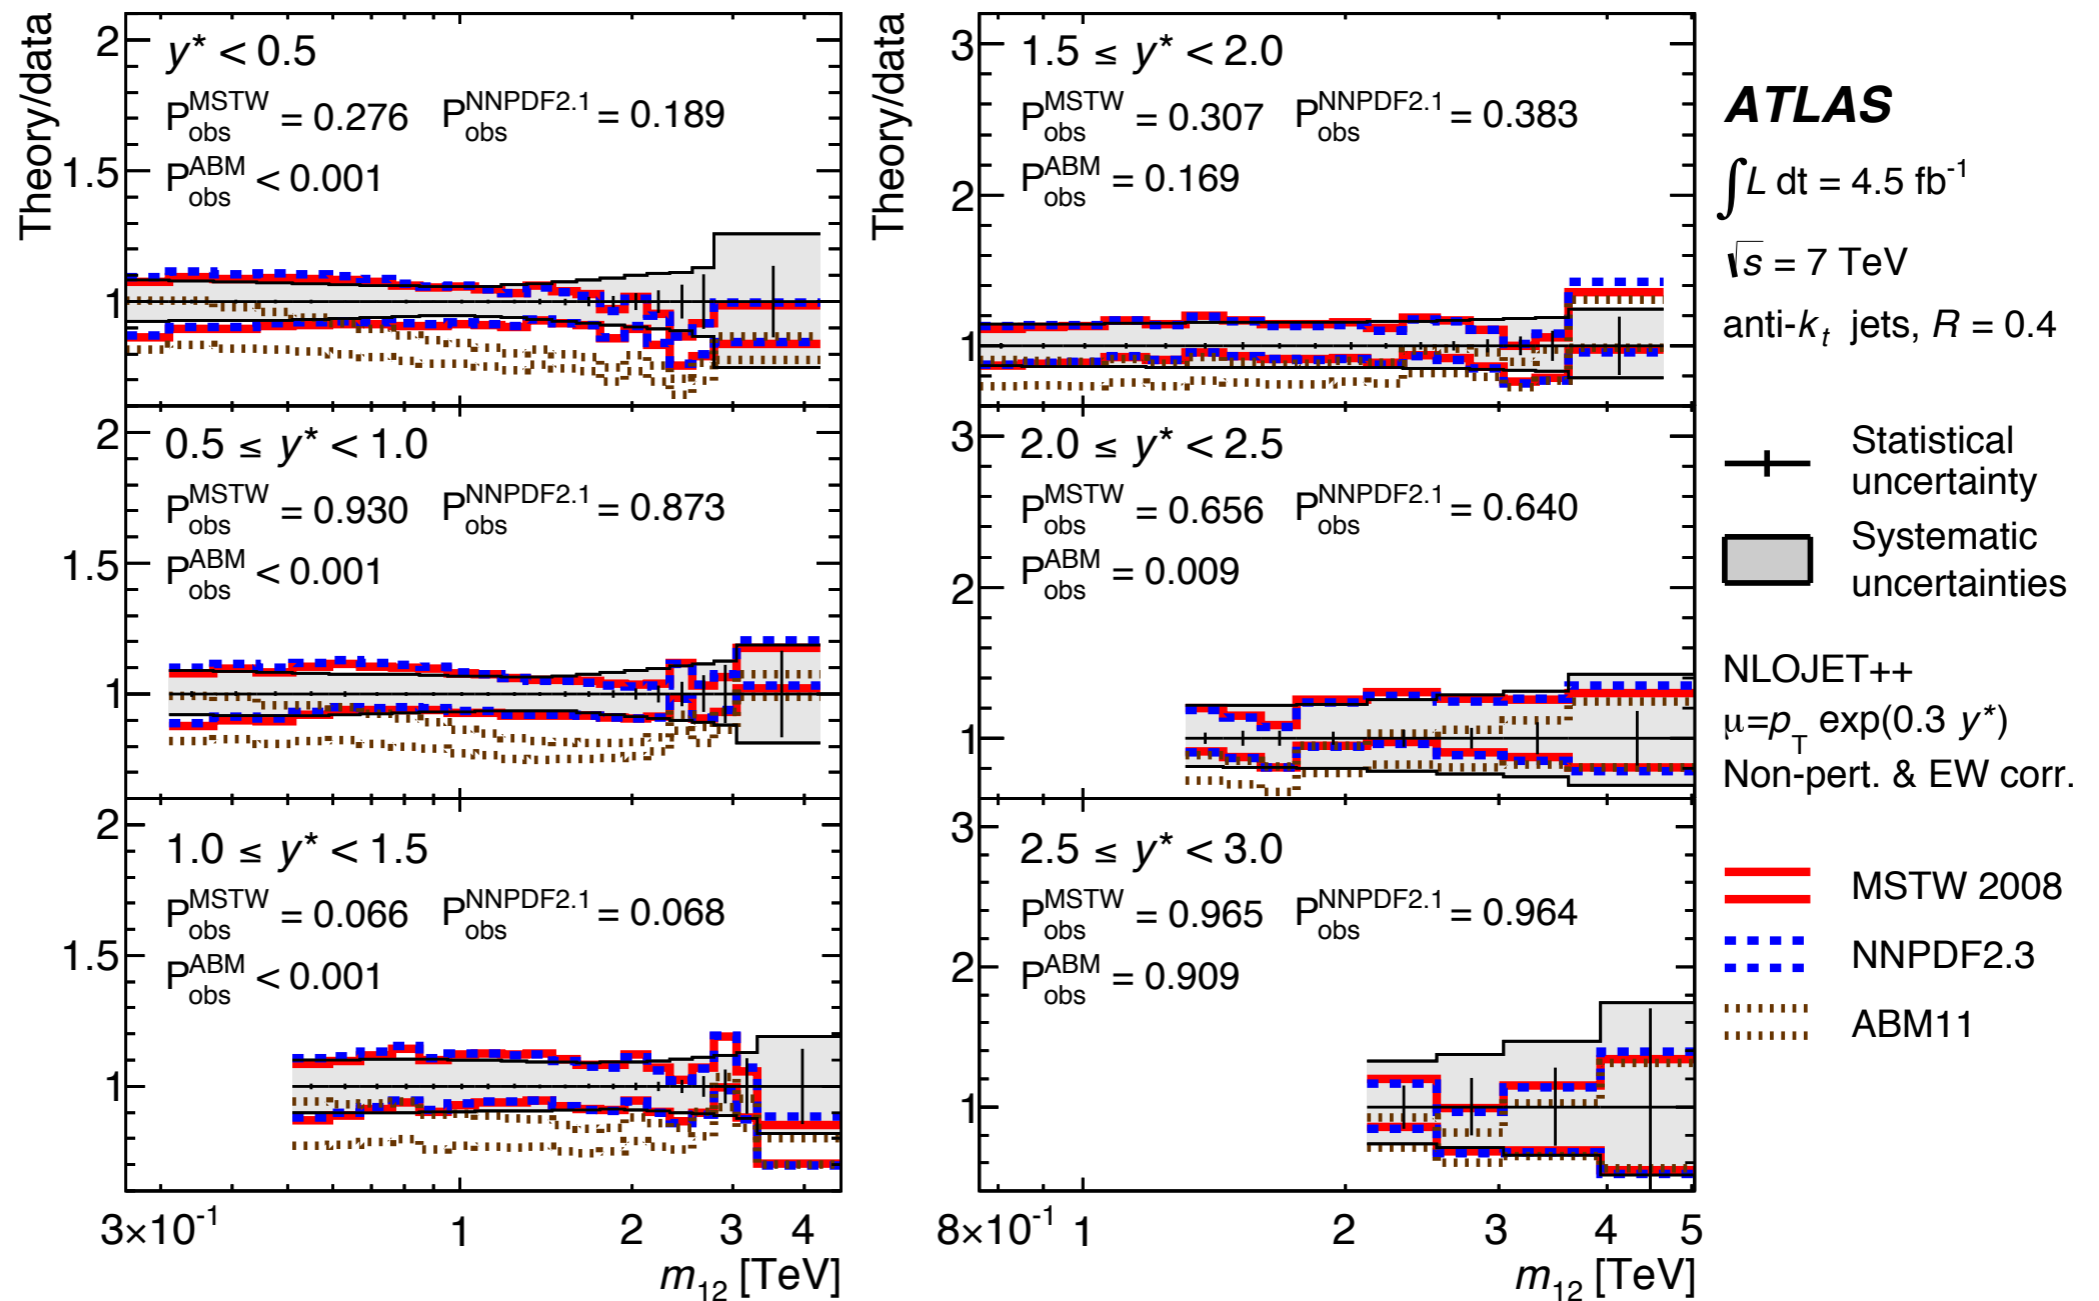 Theory/data
2
1.5
1
y* < 0.5
P_obs^MSTW = 0.276 P_obs^NNPDF2.1 = 0.189
P_obs^ABM < 0.001
2
1.5
1
0.5 ≤ y* < 1.0
P_obs^MSTW = 0.930 P_obs^NNPDF2.1 = 0.873
P_obs^ABM < 0.001
2
1.5
1
1.0 ≤ y* < 1.5
P_obs^MSTW = 0.066 P_obs^NNPDF2.1 = 0.068
P_obs^ABM < 0.001
3×10⁻¹ 1 2 3 4
m₁₂ [TeV]
Theory/data
3
2
1
1.5 ≤ y* < 2.0
P_obs^MSTW = 0.307 P_obs^NNPDF2.1 = 0.383
P_obs^ABM = 0.169
3
2
1
2.0 ≤ y* < 2.5
P_obs^MSTW = 0.656 P_obs^NNPDF2.1 = 0.640
P_obs^ABM = 0.009
3
2
1
2.5 ≤ y* < 3.0
P_obs^MSTW = 0.965 P_obs^NNPDF2.1 = 0.964
P_obs^ABM = 0.909
8×10⁻¹ 1 2 3 4 5
m₁₂ [TeV]
ATLAS
∫L dt = 4.5 fb⁻¹
√s = 7 TeV
anti-k_t jets, R = 0.4
Statistical
uncertainty
Systematic
uncertainties
NLOJET++
μ=p_T exp(0.3 y*)
Non-pert. & EW corr.
MSTW 2008
NNPDF2.3
ABM11